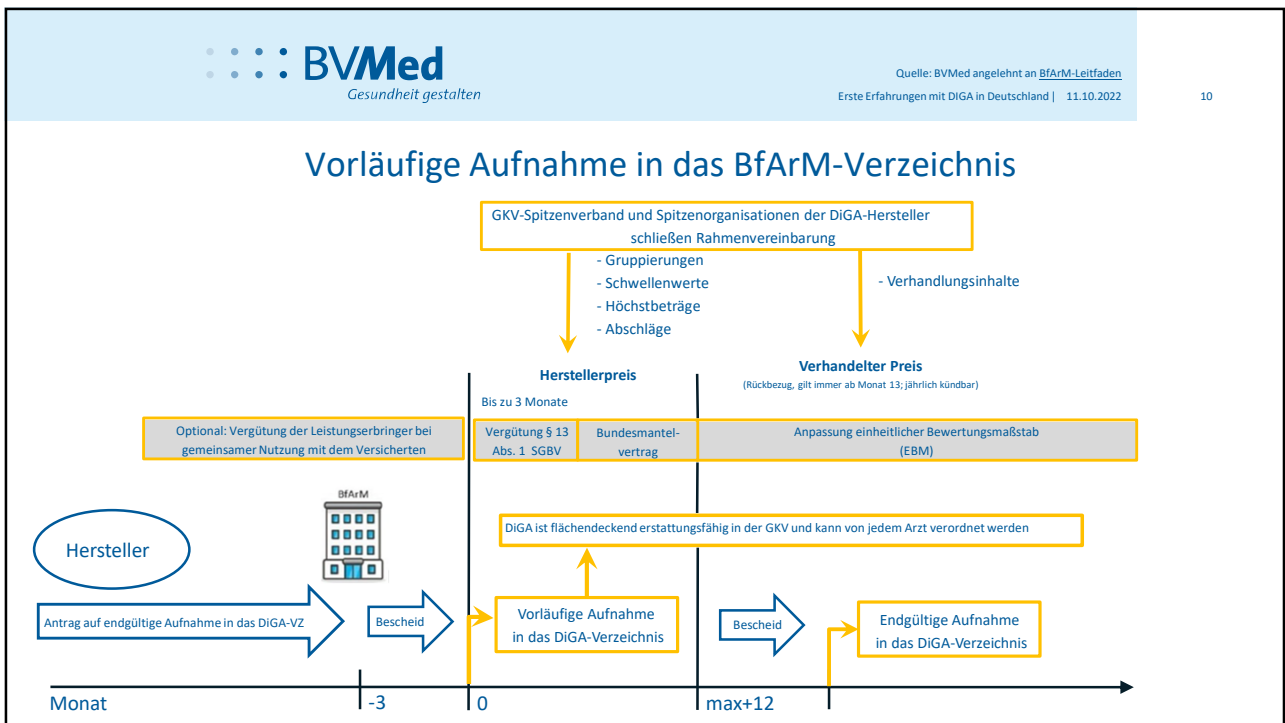 BVMed
Gesundheit gestalten
Quelle: BVMed angelehnt an BfArM-Leitfaden
Erste Erfahrungen mit DIGA in Deutschland | 11.10.2022
10
Vorläufige Aufnahme in das BfArM-Verzeichnis
GKV-Spitzenverband und Spitzenorganisationen der DiGA-Hersteller
schließen Rahmenvereinbarung
- Gruppierungen
- Schwellenwerte
- Höchstbeträge
- Abschläge
- Verhandlungsinhalte
Herstellerpreis
Verhandelter Preis
(Rückbezug, gilt immer ab Monat 13; jährlich kündbar)
Bis zu 3 Monate
Optional: Vergütung der Leistungserbringer bei
gemeinsamer Nutzung mit dem Versicherten
Vergütung § 13
Abs. 1 SGBV
Bundesmantel-
vertrag
Anpassung einheitlicher Bewertungsmaßstab
(EBM)
BfArM
DiGA ist flächendeckend erstattungsfähig in der GKV und kann von jedem Arzt verordnet werden
Hersteller
Antrag auf endgültige Aufnahme in das DiGA-VZ
Bescheid
Vorläufige Aufnahme
in das DiGA-Verzeichnis
Bescheid
Endgültige Aufnahme
in das DiGA-Verzeichnis
Monat
-3
0
max+12